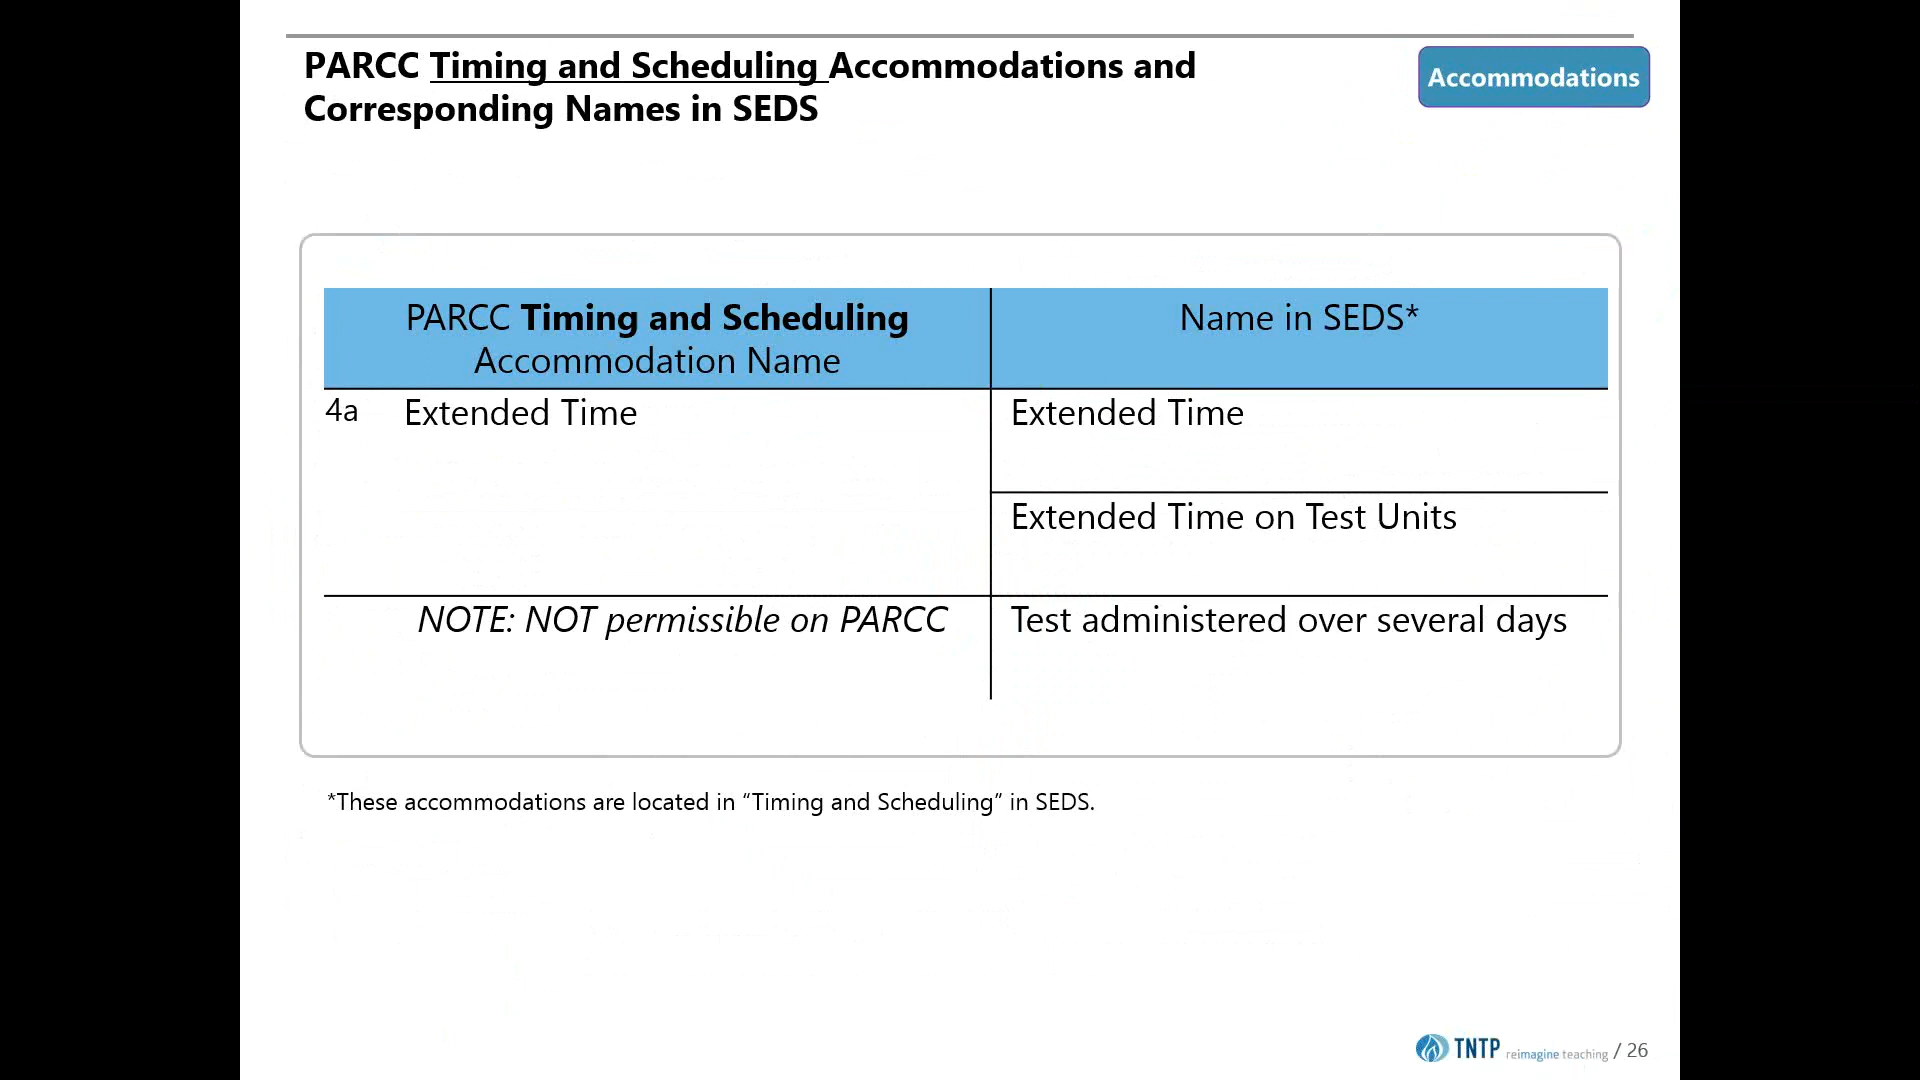 PARCC Timing and Scheduling Accommodations and
Corresponding Names in SEDS
Accommodations
PARCC Timing and Scheduling
Accommodation Name
Name in SEDS*
4a Extended Time
Extended Time
Extended Time on Test Units
NOTE: NOT permissible on PARCC
Test administered over several days
*These accommodations are located in “Timing and Scheduling” in SEDS.
TNTP reimagine teaching / 26